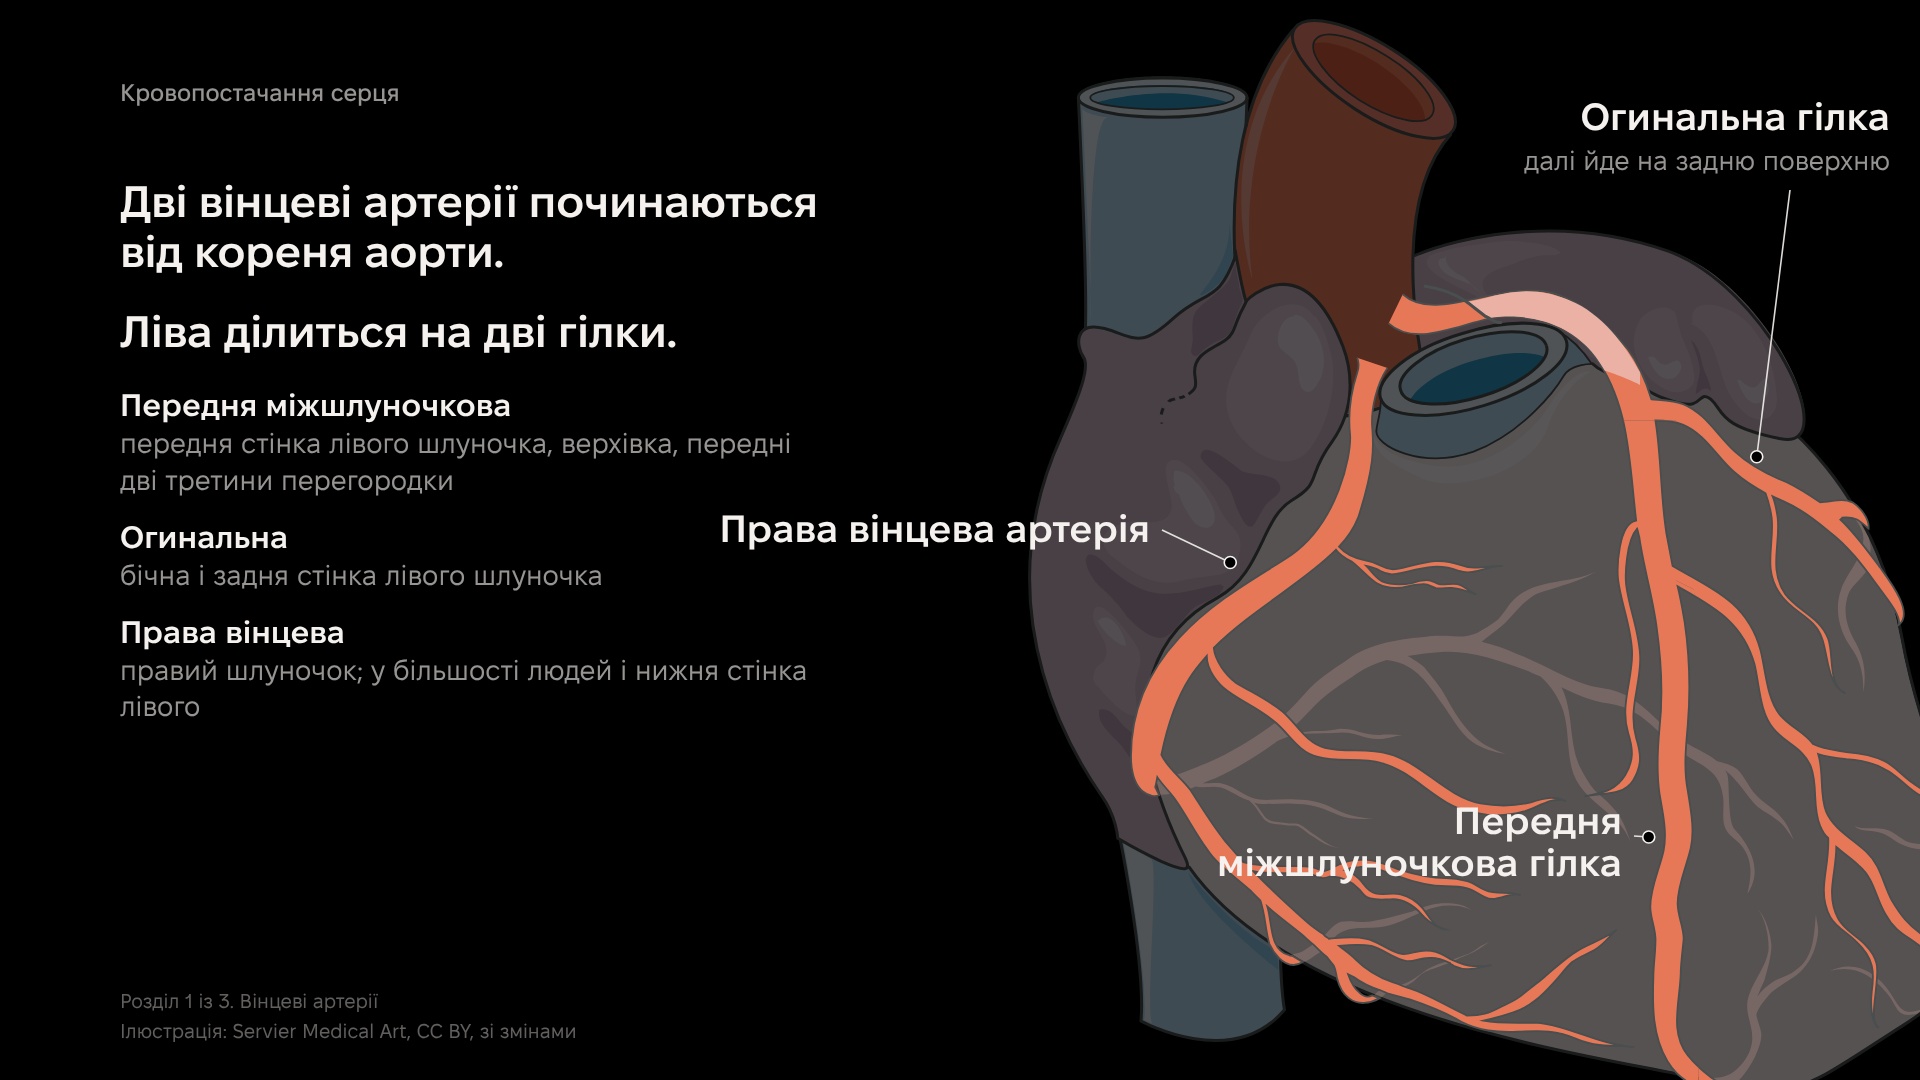 Кровопостачання серця
Дві вінцеві артерії починаються
від кореня аорти.
Ліва ділиться на дві гілки.
Передня міжшлуночкова
передня стінка лівого шлуночка, верхівка, передні
дві третини перегородки
Огинальна
бічна і задня стінка лівого шлуночка
Права вінцева
правий шлуночок; у більшості людей і нижня стінка
лівого
Огинальна гілка
далі йде на задню поверхню
Права вінцева артерія
Передня
міжшлуночкова гілка
Розділ 1 із 3. Вінцеві артерії
Ілюстрація: Servier Medical Art, CC BY, зі змінами